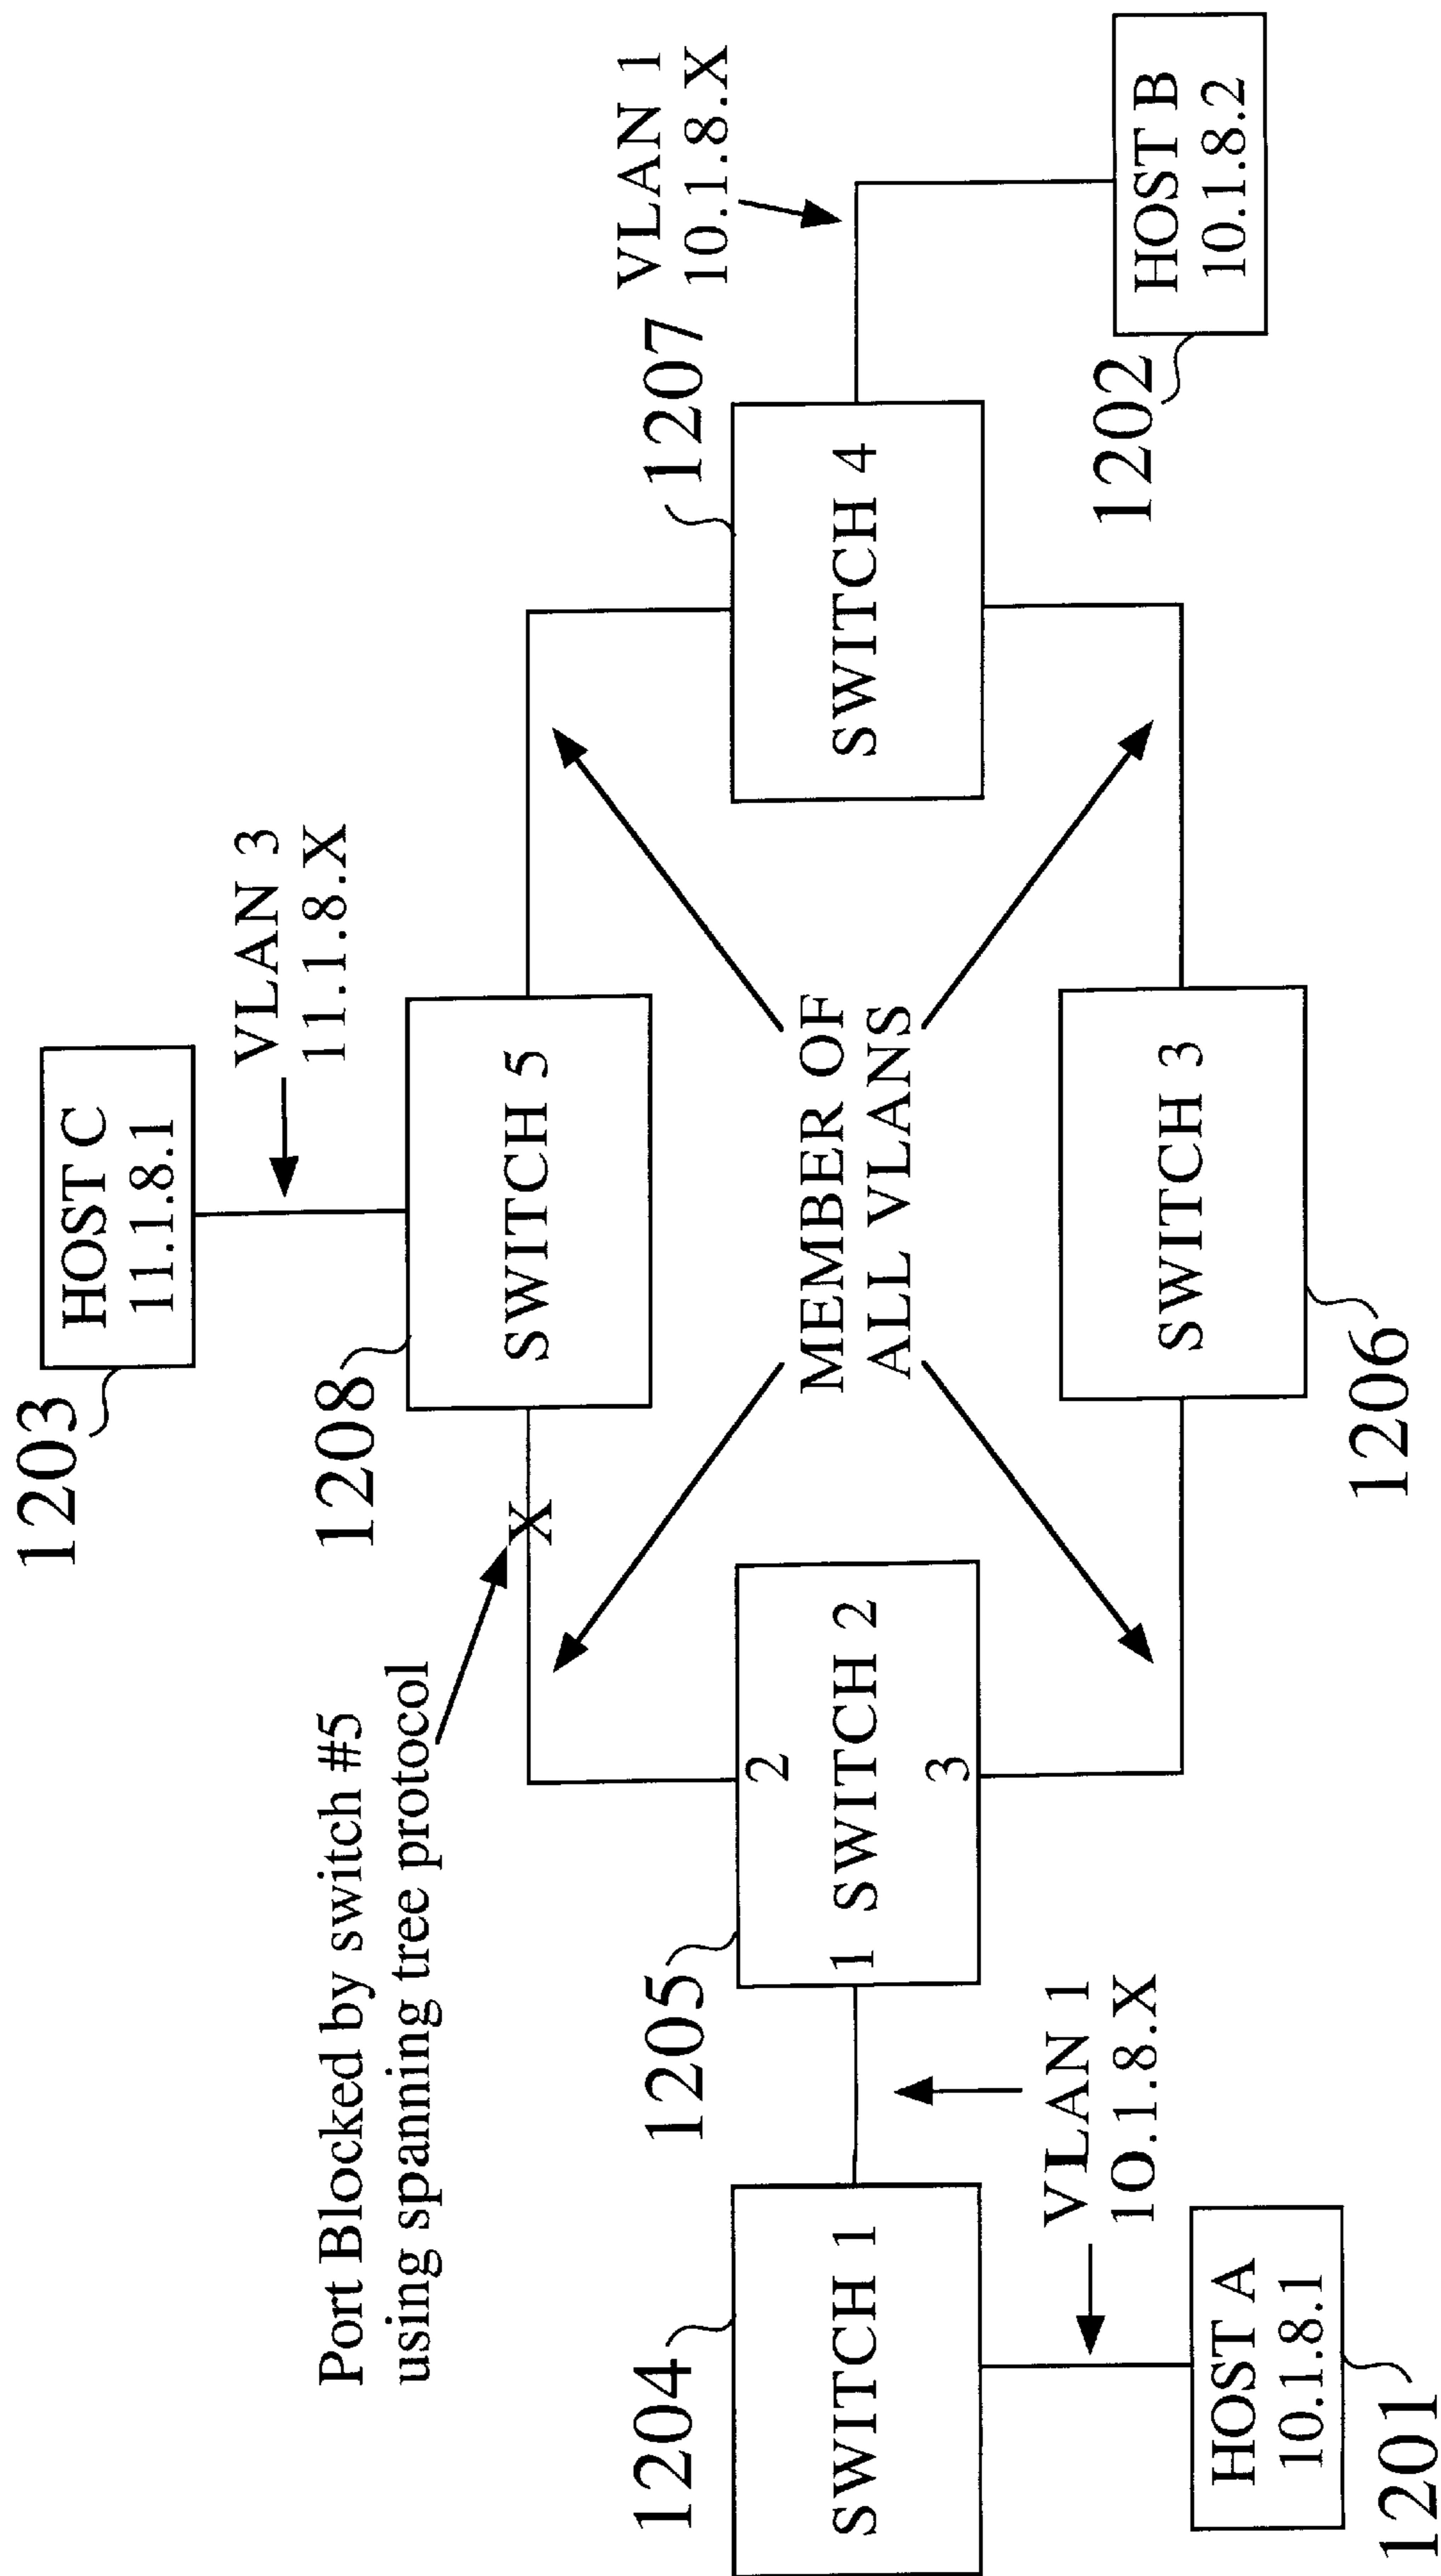 1203
HOST C
11.1.8.1
VLAN 3
11.1.8.X
Port Blocked by switch #5
using spanning tree protocol
X
1208
SWITCH 5
1204
SWITCH 1
1205
2
1 SWITCH 2
3
MEMBER OF
ALL VLANS
1207
SWITCH 4
VLAN 1
10.1.8.X
VLAN 1
10.1.8.X
1201
HOST A
10.1.8.1
1206
SWITCH 3
1202
HOST B
10.1.8.2